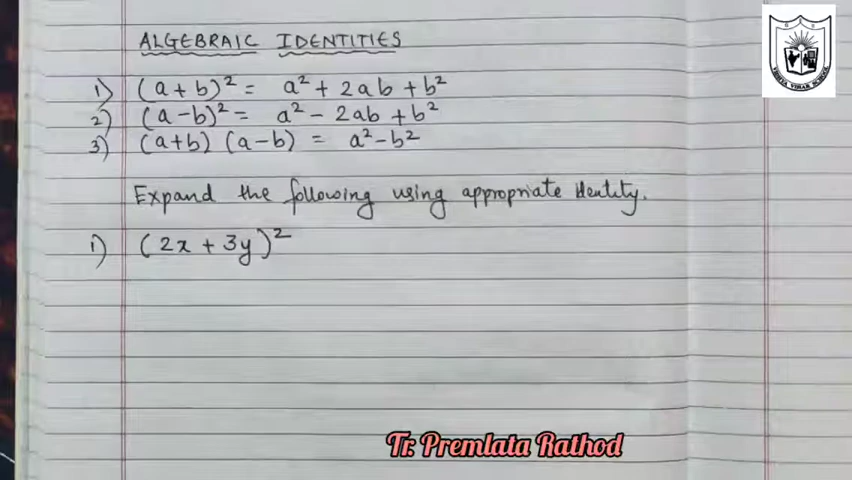 ALGEBRAIC IDENTITIES
1) (a + b)² = a² + 2ab + b²
2) (a - b)² = a² - 2ab + b²
3) (a+b) (a-b) = a² - b²
Expand the following using appropriate identity.
1) (2x + 3y)²
Tr. Premlata Rathod